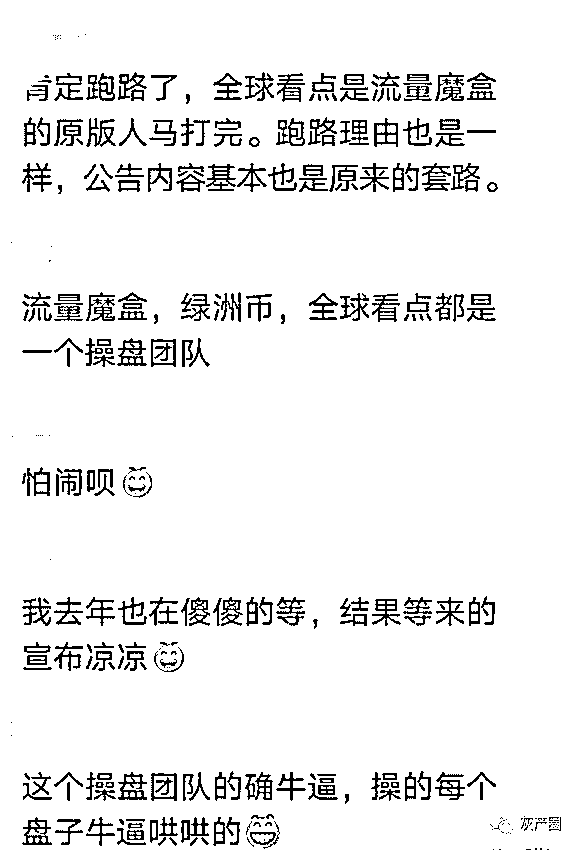 肯定跑路了，全球看点是流量魔盒
的原版人马打完。跑路理由也是一
样，公告内容基本也是原来的套路。
流量魔盒，绿洲币，全球看点都是
一个操盘团队
怕闹呗
我去年也在傻傻的等，结果等来的
宣布凉凉
这个操盘团队的确牛逼，操的每个
盘子牛逼哄哄的
灰产圈